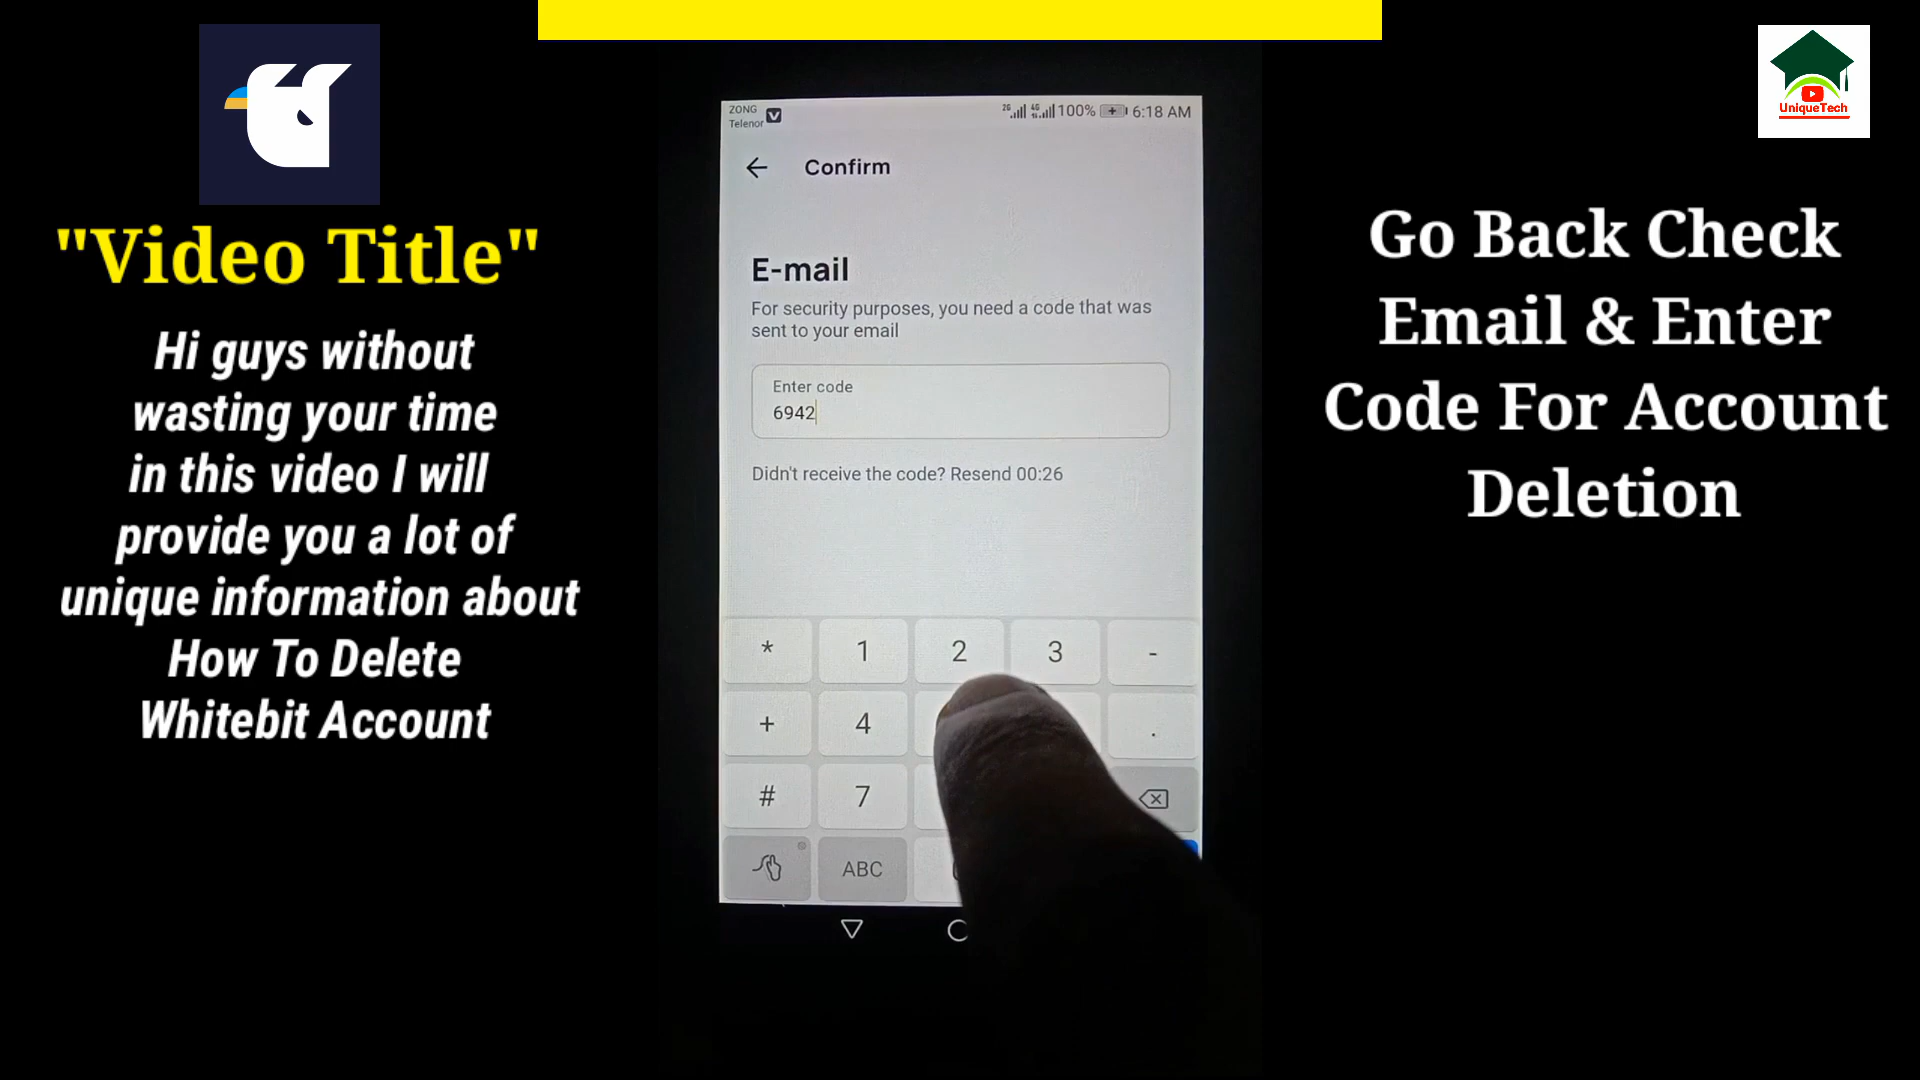 "Video Title"
Hi guys without
wasting your time
in this video I will
provide you a lot of
unique information about
How To Delete
Whitebit Account
ZONG
Telenor
2G
4G
100%
6:18 AM
Confirm
E-mail
For security purposes, you need a code that was
sent to your email
Enter code
6942
Didn't receive the code? Resend 00:26
* 1 2 3 -
+ 4 .
# 7
ABC
UniqueTech
Go Back Check
Email & Enter
Code For Account
Deletion